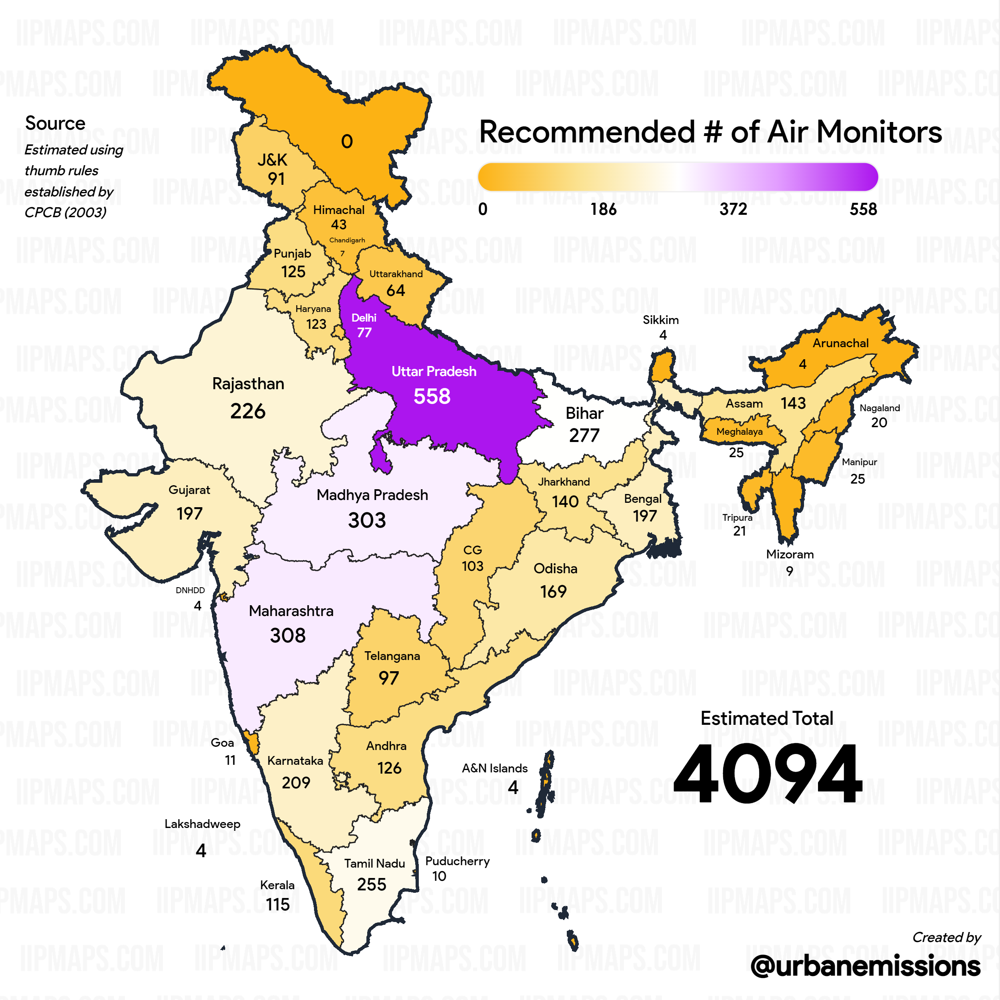 Source
Estimated using
thumb rules
established by
CPCB (2003)
Recommended # of Air Monitors
0 186 372 558
0
J&K
91
Himachal
43
Chandigarh
7
Punjab
125
Uttarakhand
64
Haryana
123
Delhi
77
Uttar Pradesh
558
Rajasthan
226
Bihar
277
Sikkim
4
Arunachal
4
Assam 143
Nagaland
20
Meghalaya
25
Manipur
25
Tripura
21
Mizoram
9
Gujarat
197
Madhya Pradesh
303
Jharkhand
140
Bengal
197
CG
103
Odisha
169
DNHDD
4
Maharashtra
308
Telangana
97
Goa
11
Karnataka
209
Andhra
126
A&N Islands
4
Estimated Total
4094
Lakshadweep
4
Tamil Nadu
255
Puducherry
10
Kerala
115
Created by
@urbanemissions
IIPMAPS.COM